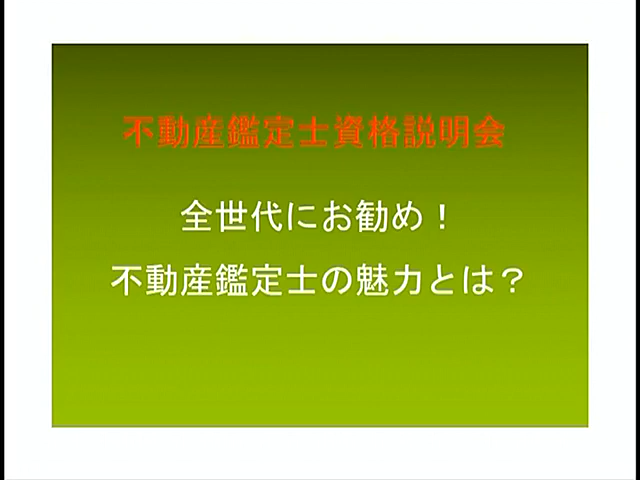 不動産鑑定士資格説明会
全世代にお勧め！
不動産鑑定士の魅力とは？